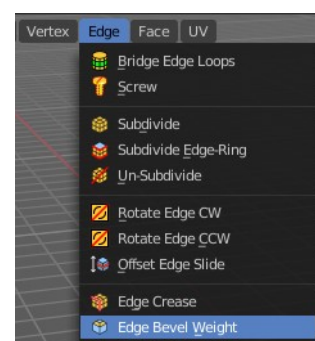 Vertex Edge Face UV
Bridge Edge Loops
Screw
Subdivide
Subdivide Edge-Ring
Un-Subdivide
Rotate Edge CW
Rotate Edge CCW
Offset Edge Slide
Edge Crease
Edge Bevel Weight